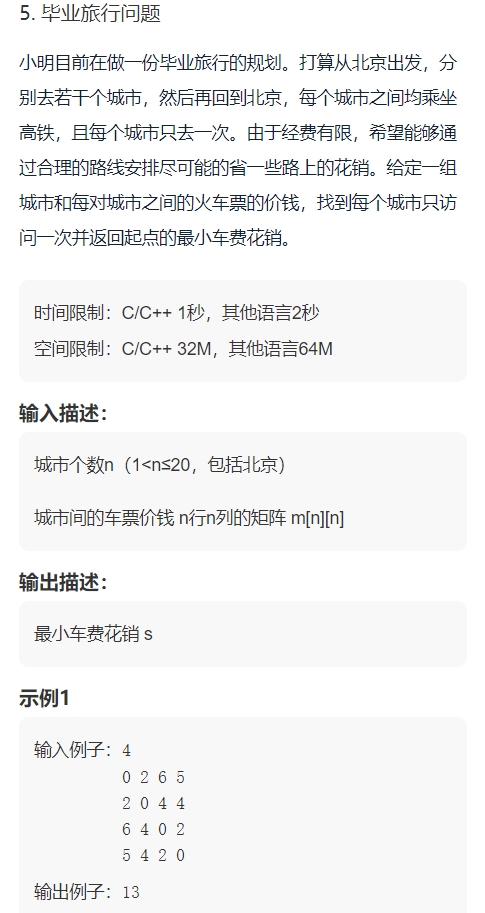 5. 毕业旅行问题
小明目前在做一份毕业旅行的规划。打算从北京出发，分
别去若干个城市，然后再回到北京，每个城市之间均乘坐
高铁，且每个城市只去一次。由于经费有限，希望能够通
过合理的路线安排尽可能的省一些路上的花销。给定一组
城市和每对城市之间的火车票的价钱，找到每个城市只访
问一次并返回起点的最小车费花销。
时间限制：C/C++ 1秒，其他语言2秒
空间限制：C/C++ 32M，其他语言64M
输入描述：
城市个数n（1<n≤20，包括北京）
城市间的车票价钱 n行n列的矩阵 m[n][n]
输出描述：
最小车费花销 s
示例1
输入例子：4
0 2 6 5
2 0 4 4
6 4 0 2
5 4 2 0
输出例子：13